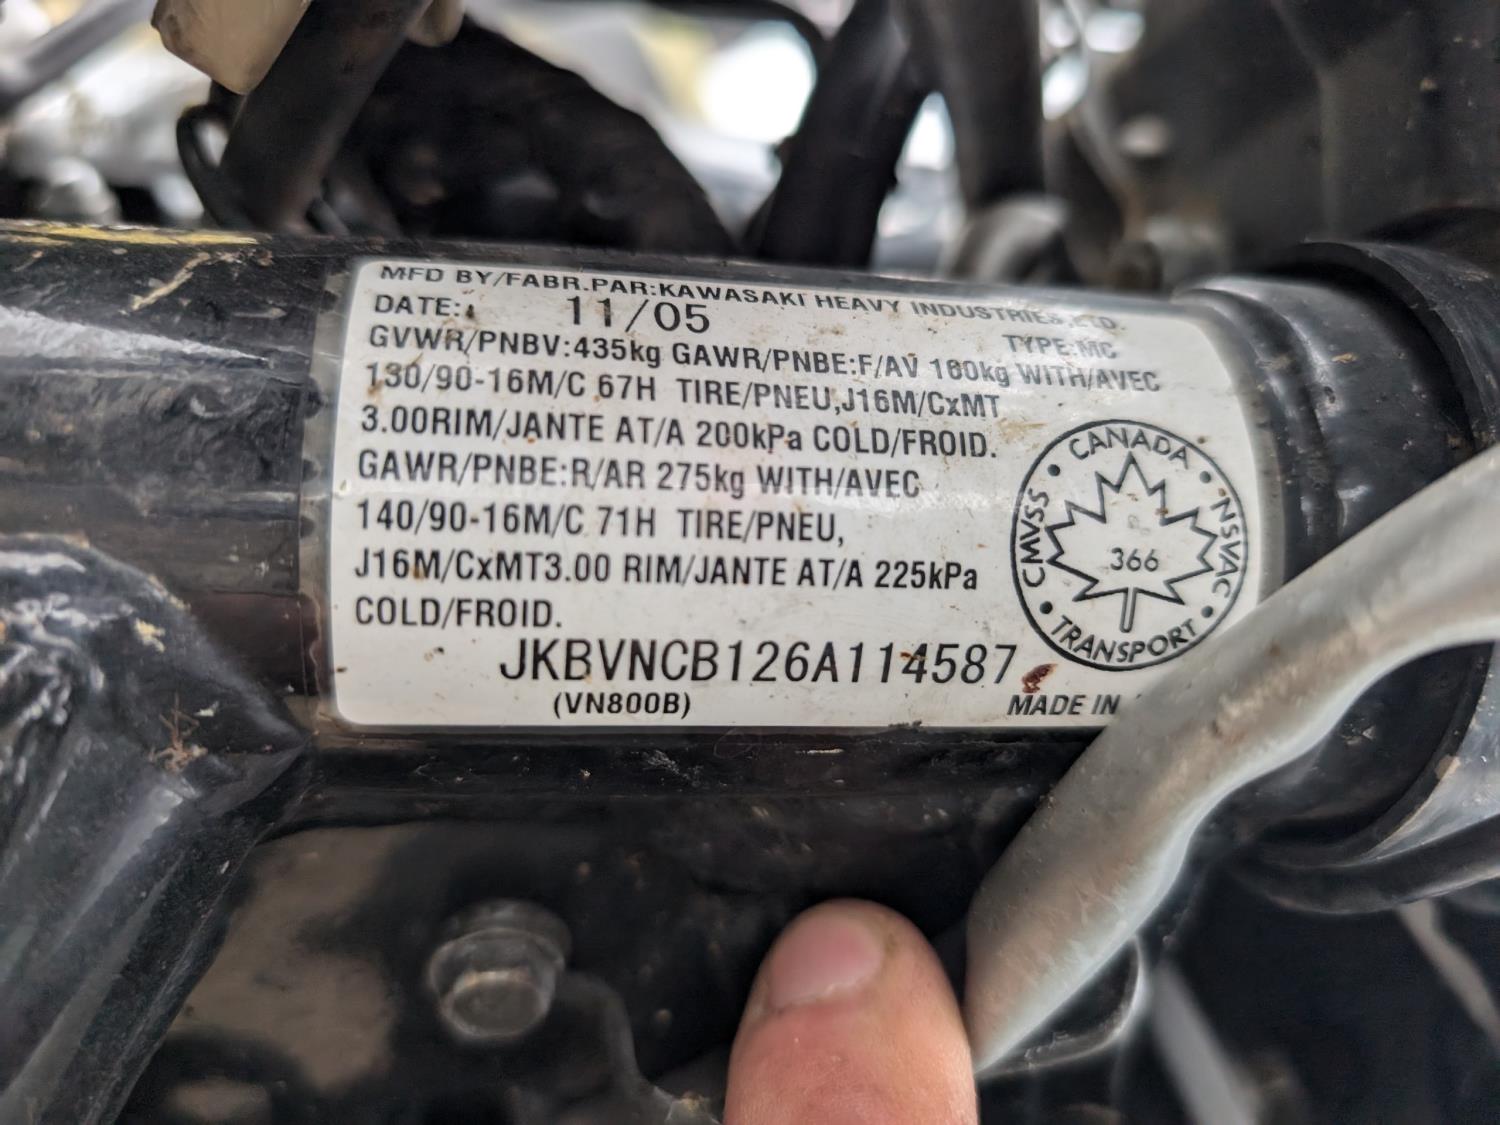 MFD BY/FABR.PAR:KAWASAKI HEAVY INDUSTRIES,LTD.
DATE: 11/05
TYPE:MC
GVWR/PNBV:435kg GAWR/PNBE:F/AV 160kg WITH/AVEC
130/90-16M/C 67H TIRE/PNEU,J16M/CxMT
3.00RIM/JANTE AT/A 200kPa COLD/FROID.
GAWR/PNBE:R/AR 275kg WITH/AVEC
140/90-16M/C 71H TIRE/PNEU,
J16M/CxMT3.00 RIM/JANTE AT/A 225kPa
COLD/FROID.
CANADA
CMVSS
NSVAC
366
TRANSPORT
JKBVNCB126A114587
(VN800B)
MADE IN